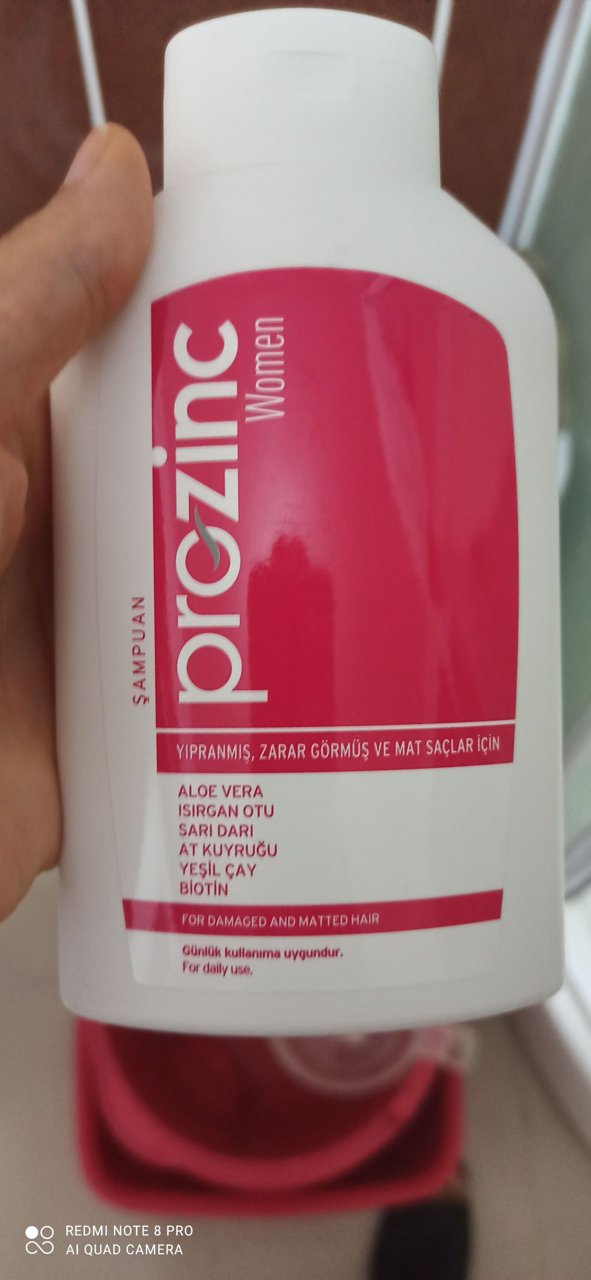 ŞAMPUAN
prozinc
Women
YIPRANMIŞ, ZARAR GÖRMÜŞ VE MAT SAÇLAR İÇİN
ALOE VERA
ISIRGAN OTU
SARI DARI
AT KUYRUĞU
YEŞİL ÇAY
BİOTİN
FOR DAMAGED AND MATTED HAIR
Günlük kullanıma uygundur.
For daily use.
REDMI NOTE 8 PRO
AI QUAD CAMERA